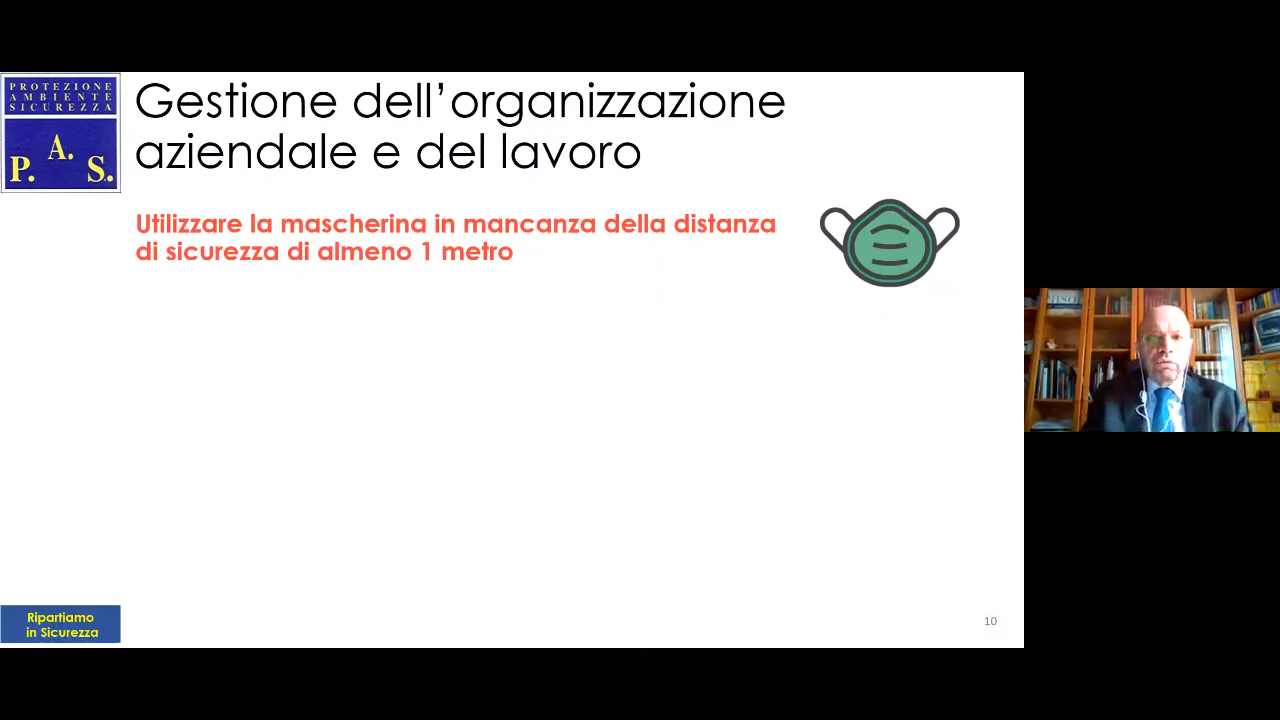 PROTEZIONE
AMBIENTE
SICUREZZA
P. A. S.
Gestione dell'organizzazione
aziendale e del lavoro
Utilizzare la mascherina in mancanza della distanza
di sicurezza di almeno 1 metro
Ripartiamo
in Sicurezza
10